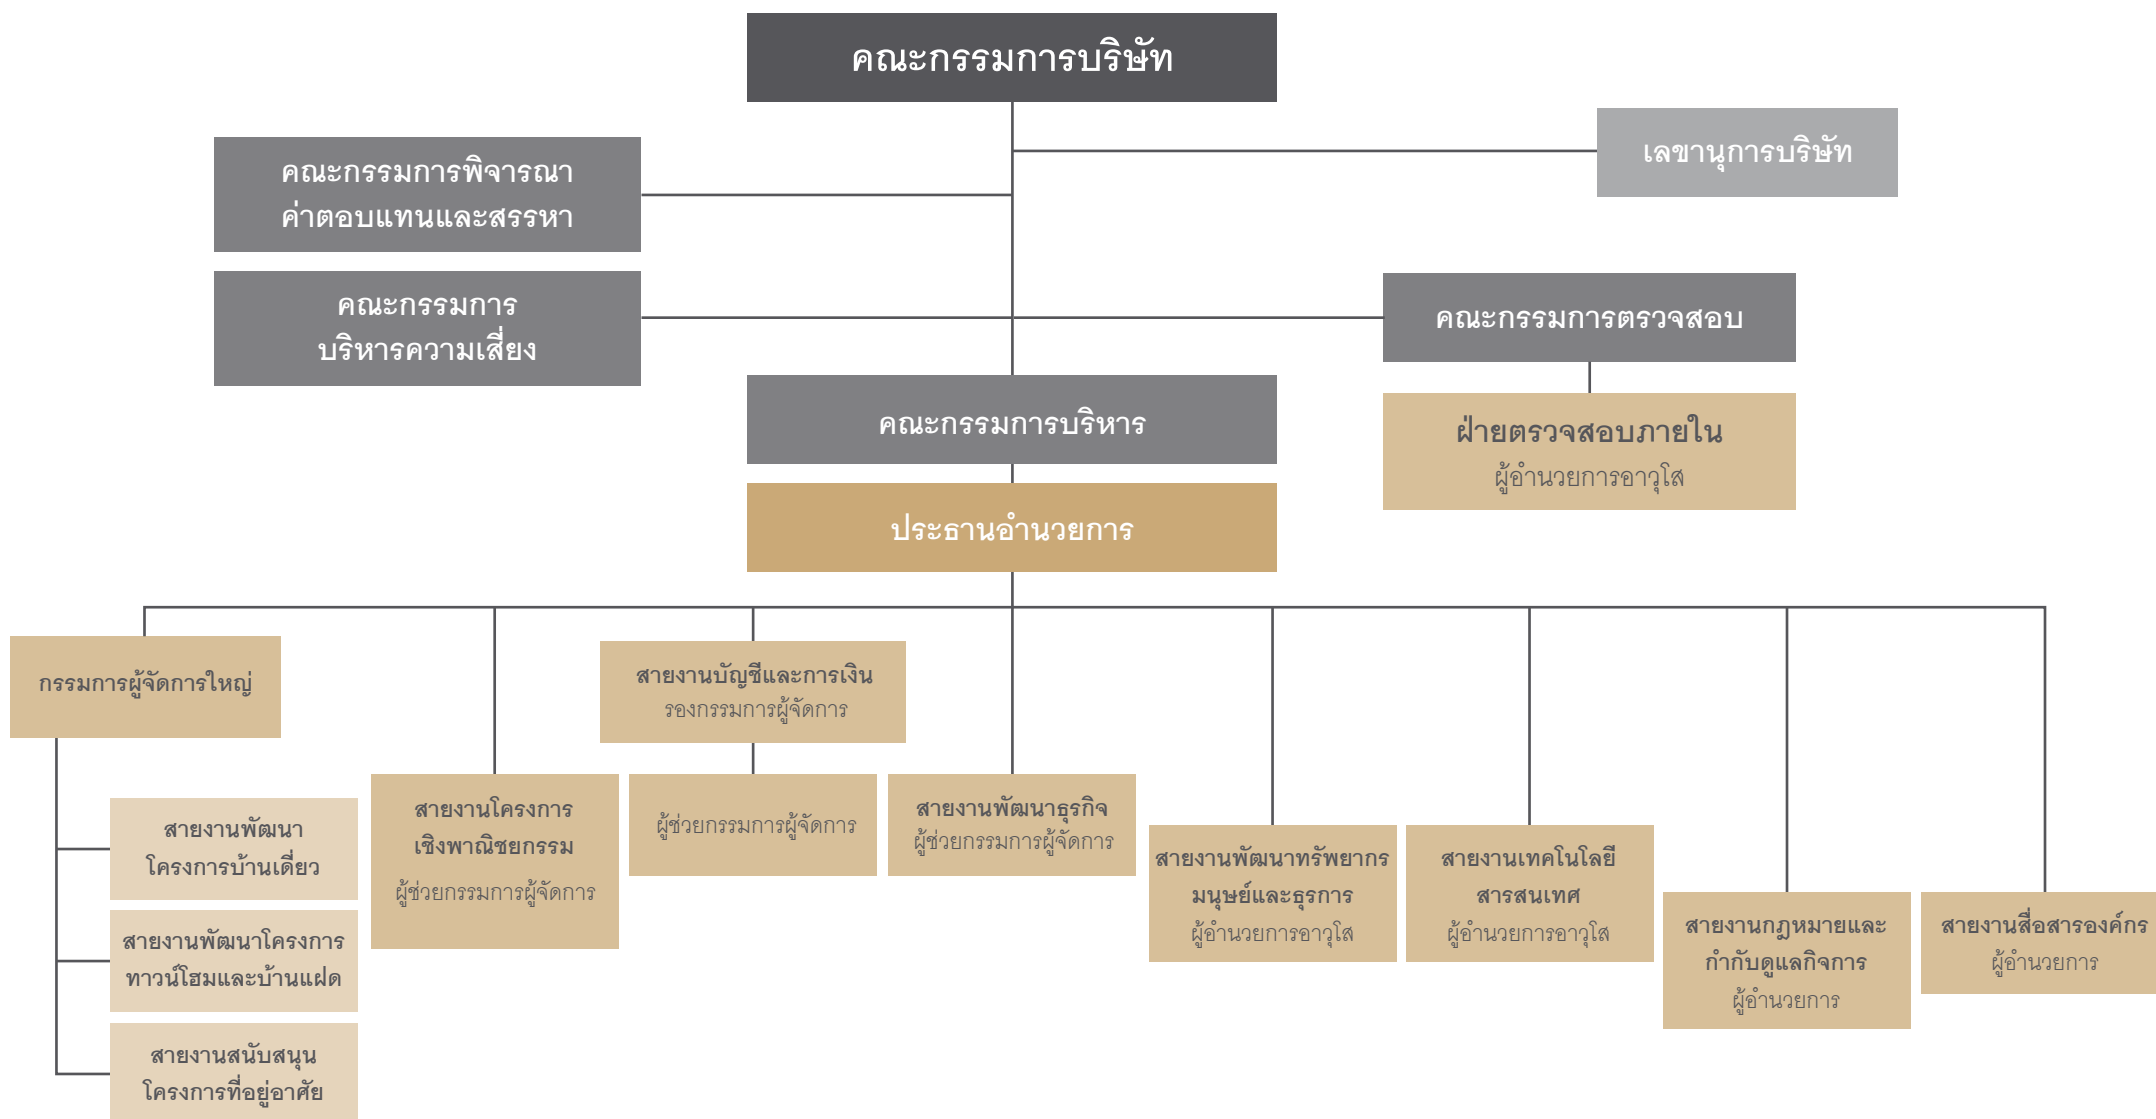 คณะกรรมการบริษัท
เลขานุการบริษัท
คณะกรรมการพิจารณา
ค่าตอบแทนและสรรหา
คณะกรรมการ
บริหารความเสี่ยง
คณะกรรมการตรวจสอบ
ฝ่ายตรวจสอบภายใน
ผู้อำนวยการอาวุโส
คณะกรรมการบริหาร
ประธานอำนวยการ
กรรมการผู้จัดการใหญ่
สายงานพัฒนา
โครงการบ้านเดี่ยว
สายงานพัฒนาโครงการ
ทาวน์โฮมและบ้านแฝด
สายงานสนับสนุน
โครงการที่อยู่อาศัย
สายงานโครงการ
เชิงพาณิชยกรรม
ผู้ช่วยกรรมการผู้จัดการ
สายงานบัญชีและการเงิน
รองกรรมการผู้จัดการ
ผู้ช่วยกรรมการผู้จัดการ
สายงานพัฒนาธุรกิจ
ผู้ช่วยกรรมการผู้จัดการ
สายงานพัฒนาทรัพยากร
มนุษย์และธุรการ
ผู้อำนวยการอาวุโส
สายงานเทคโนโลยี
สารสนเทศ
ผู้อำนวยการอาวุโส
สายงานกฎหมายและ
กำกับดูแลกิจการ
ผู้อำนวยการ
สายงานสื่อสารองค์กร
ผู้อำนวยการ